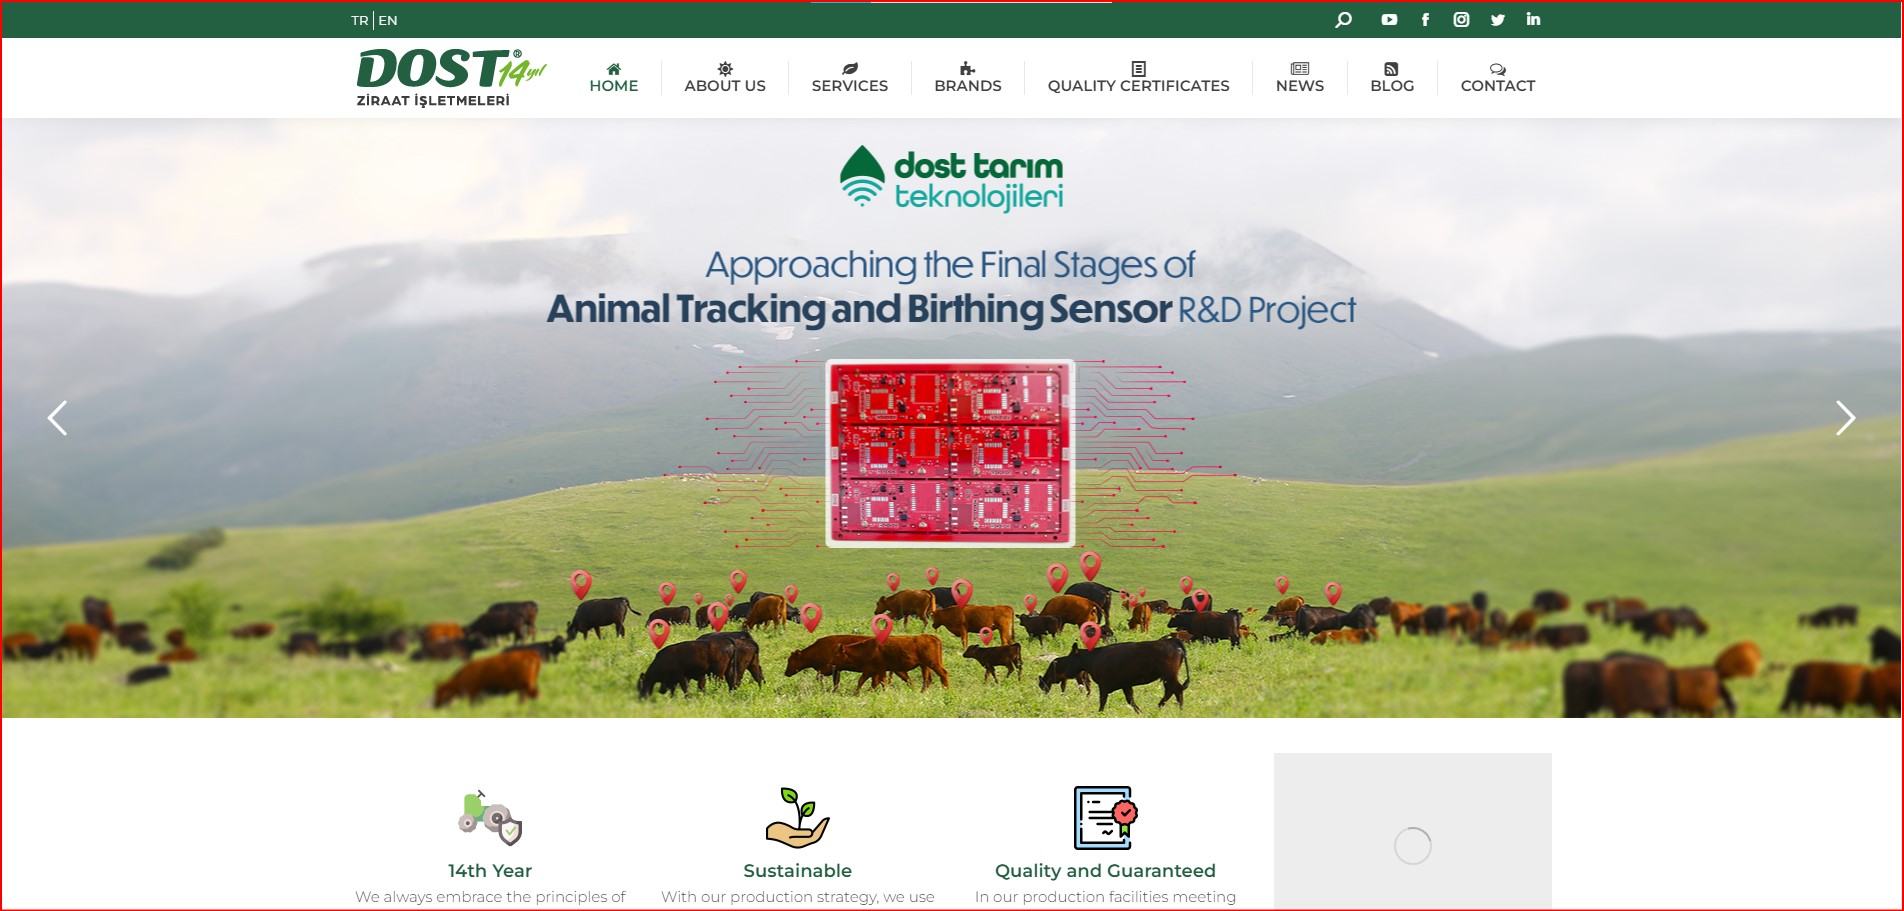 TR EN
DOST® 14.yıl
ZİRAAT İŞLETMELERİ
HOME
ABOUT US
SERVICES
BRANDS
QUALITY CERTIFICATES
NEWS
BLOG
CONTACT
dost tarım
teknolojileri
Approaching the Final Stages of
Animal Tracking and Birthing Sensor R&D Project
14th Year
We always embrace the principles of
Sustainable
With our production strategy, we use
Quality and Guaranteed
In our production facilities meeting